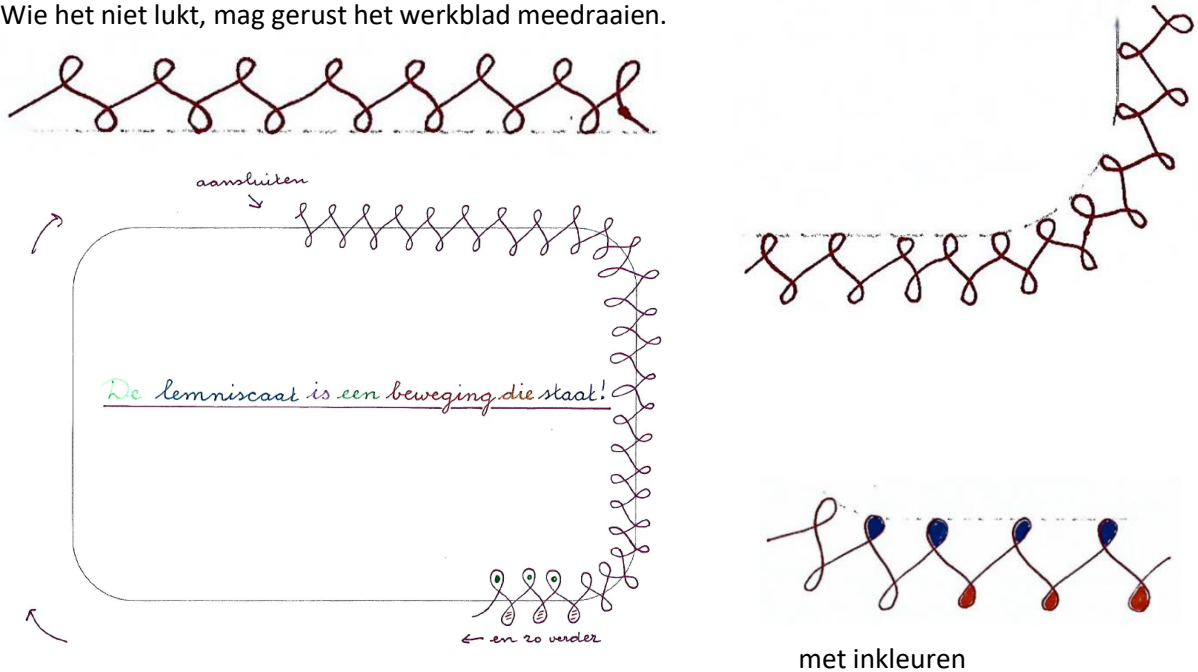 Wie het niet lukt, mag gerust het werkblad meedraaien.
aansluiten
De lemniscaat is een beweging die staat!
← en zo verder
met inkleuren